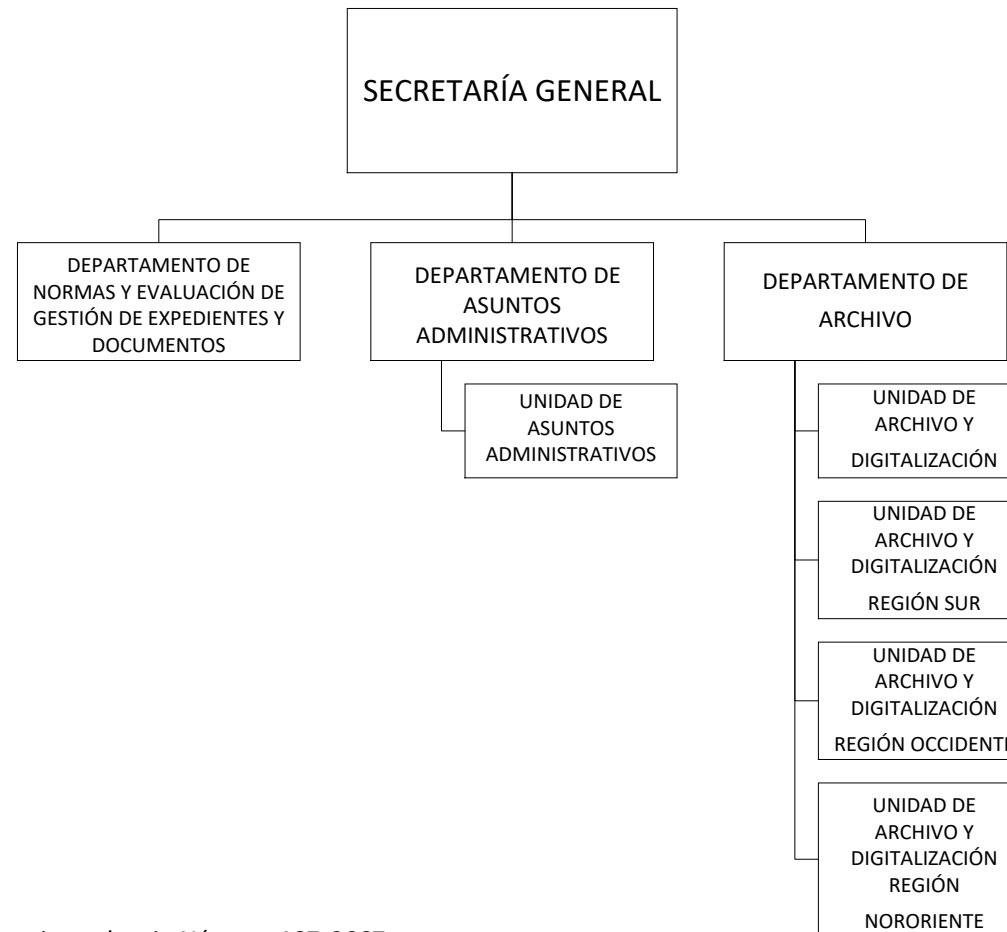 SECRETARÍA GENERAL
DEPARTAMENTO DE
NORMAS Y EVALUACIÓN DE
GESTIÓN DE EXPEDIENTES Y
DOCUMENTOS
DEPARTAMENTO DE
ASUNTOS
ADMINISTRATIVOS
DEPARTAMENTO DE
ARCHIVO
UNIDAD DE
ASUNTOS
ADMINISTRATIVOS
UNIDAD DE
ARCHIVO Y
DIGITALIZACIÓN
UNIDAD DE
ARCHIVO Y
DIGITALIZACIÓN
REGIÓN SUR
UNIDAD DE
ARCHIVO Y
DIGITALIZACIÓN
REGIÓN
UNIDAD DE
ARCHIVO Y
DIGITALIZACIÓN
REGIÓN
NORORIENTE